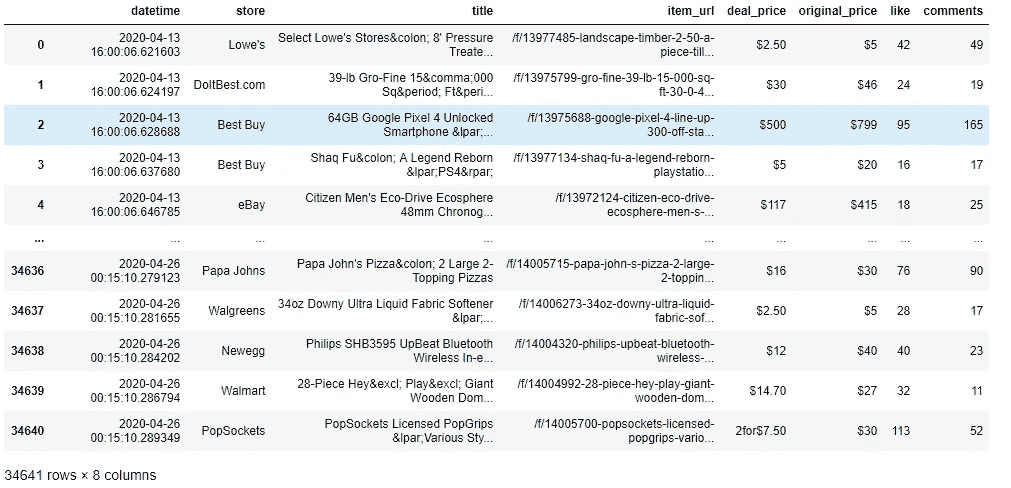 datetime store title item_url deal_price original_price like comments
0 2020-04-13 16:00:06.621603 Lowe's Select Lowe's Stores&colon; 8' Pressure Treate... /f/13977485-landscape-timber-2-50-a-piece-till... $2.50 $5 42 49
1 2020-04-13 16:00:06.624197 DoItBest.com 39-lb Gro-Fine 15&comma;000 Sq&period; Ft&peri... /f/13975799-gro-fine-39-lb-15-000-sq-ft-30-0-4... $30 $46 24 19
2 2020-04-13 16:00:06.628688 Best Buy 64GB Google Pixel 4 Unlocked Smartphone &lpar;... /f/13975688-google-pixel-4-line-up-300-off-sta... $500 $799 95 165
3 2020-04-13 16:00:06.637680 Best Buy Shaq Fu&colon; A Legend Reborn &lpar;PS4&rpar; /f/13977134-shaq-fu-a-legend-reborn-playstatio... $5 $20 16 17
4 2020-04-13 16:00:06.646785 eBay Citizen Men's Eco-Drive Ecosphere 48mm Chronog... /f/13972124-citizen-eco-drive-ecosphere-men-s-... $117 $415 18 25
... ... ... ... ... ... ... ... ...
34636 2020-04-26 00:15:10.279123 Papa Johns Papa John's Pizza&colon; 2 Large 2-Topping Pizzas /f/14005715-papa-john-s-pizza-2-large-2-toppin... $16 $30 76 90
34637 2020-04-26 00:15:10.281655 Walgreens 34oz Downy Ultra Liquid Fabric Softener &lpar;... /f/14006273-34oz-downy-ultra-liquid-fabric-sof... $2.50 $5 28 17
34638 2020-04-26 00:15:10.284202 Newegg Philips SHB3595 UpBeat Bluetooth Wireless In-e... /f/14004320-philips-upbeat-bluetooth-wireless-... $12 $40 40 23
34639 2020-04-26 00:15:10.286794 Walmart 28-Piece Hey&excl; Play&excl; Giant Wooden Dom... /f/14004992-28-piece-hey-play-giant-wooden-dom... $14.70 $27 32 11
34640 2020-04-26 00:15:10.289349 PopSockets PopSockets Licensed PopGrips &lpar;Various Sty... /f/14005700-popsockets-licensed-popgrips-vario... 2for$7.50 $30 113 52
34641 rows × 8 columns